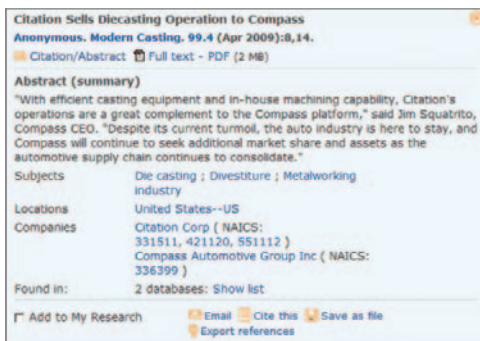 Citation Sells Diecasting Operation to Compass
Anonymous. Modern Casting. 99.4 (Apr 2009):8,14.
Citation/Abstract Full text - PDF (2 MB)
Abstract (summary)
"With efficient casting equipment and in-house machining capability, Citation's
operations are a great complement to the Compass platform," said Jim Squatrito,
Compass CEO. "Despite its current turmoil, the auto industry is here to stay, and
Compass will continue to seek additional market share and assets as the
automotive supply chain continues to consolidate."
Subjects Die casting ; Divestiture ; Metalworking
industry
Locations United States--US
Companies Citation Corp ( NAICS:
331511, 421120, 551112 )
Compass Automotive Group Inc ( NAICS:
336399 )
Found in: 2 databases: Show list
Add to My Research Email Cite this Save as file
Export references